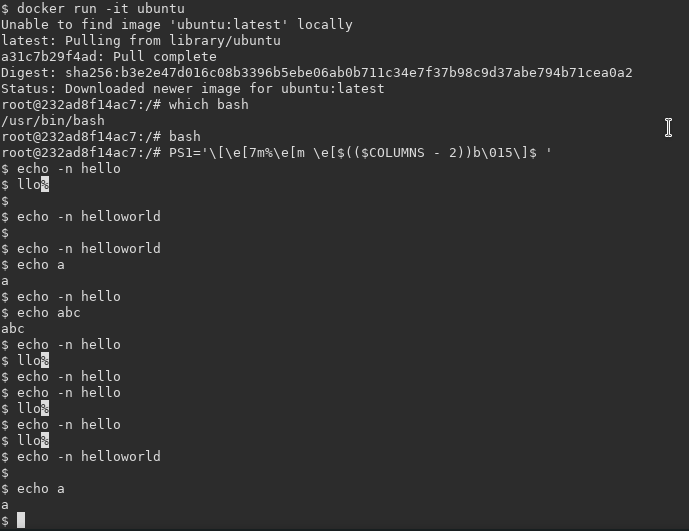 $ docker run -it ubuntu
Unable to find image 'ubuntu:latest' locally
latest: Pulling from library/ubuntu
a31c7b29f4ad: Pull complete
Digest: sha256:b3e2e47d016c08b3396b5ebe06ab0b711c34e7f37b98c9d37abe794b71cea0a2
Status: Downloaded newer image for ubuntu:latest
root@232ad8f14ac7:/# which bash
/usr/bin/bash
root@232ad8f14ac7:/# bash
root@232ad8f14ac7:/# PS1='\[\e[7m%\e[m \e[$(($COLUMNS - 2))b\015\]$ '
$ echo -n hello
$ llo%
$
$ echo -n helloworld
$
$ echo -n helloworld
$ echo a
a
$ echo -n hello
$ echo abc
abc
$ echo -n hello
$ llo%
$ echo -n hello
$ echo -n hello
$ llo%
$ echo -n hello
$ llo%
$ echo -n helloworld
$
$ echo a
a
$